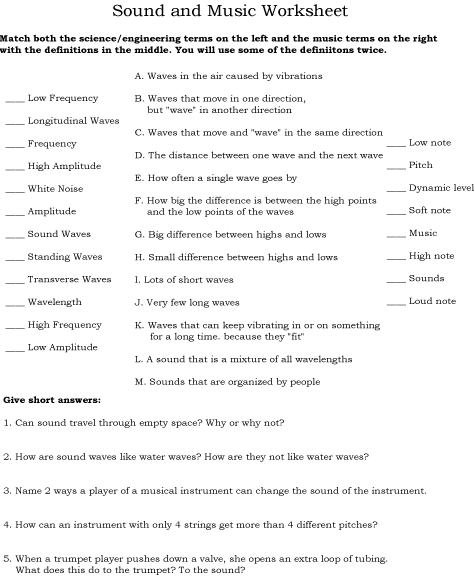 Sound and Music Worksheet
Match both the science/engineering terms on the left and the music terms on the right
with the definitions in the middle. You will use some of the definiitons twice.
____ Low Frequency
____ Longitudinal Waves
____ Frequency
____ High Amplitude
____ White Noise
____ Amplitude
____ Sound Waves
____ Standing Waves
____ Transverse Waves
____ Wavelength
____ High Frequency
____ Low Amplitude
A. Waves in the air caused by vibrations
B. Waves that move in one direction,
but "wave" in another direction
C. Waves that move and "wave" in the same direction
D. The distance between one wave and the next wave
E. How often a single wave goes by
F. How big the difference is between the high points
and the low points of the waves
G. Big difference between highs and lows
H. Small difference between highs and lows
I. Lots of short waves
J. Very few long waves
K. Waves that can keep vibrating in or on something
for a long time. because they "fit"
L. A sound that is a mixture of all wavelengths
M. Sounds that are organized by people
____ Low note
____ Pitch
____ Dynamic level
____ Soft note
____ Music
____ High note
____ Sounds
____ Loud note
Give short answers:
1. Can sound travel through empty space? Why or why not?
2. How are sound waves like water waves? How are they not like water waves?
3. Name 2 ways a player of a musical instrument can change the sound of the instrument.
4. How can an instrument with only 4 strings get more than 4 different pitches?
5. When a trumpet player pushes down a valve, she opens an extra loop of tubing.
What does this do to the trumpet? To the sound?